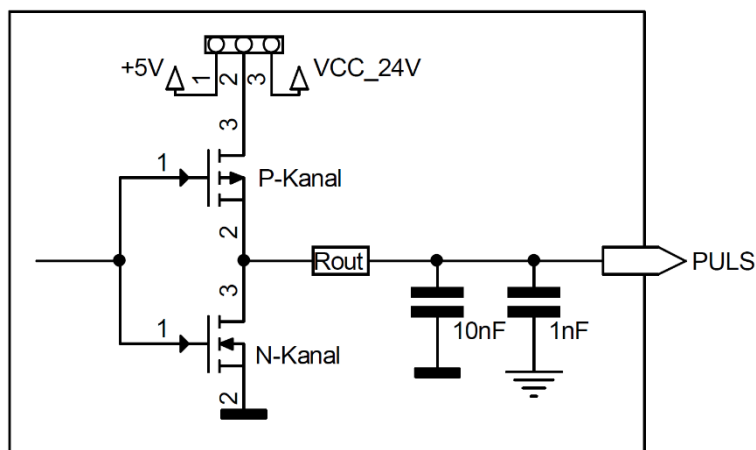 +5V
1
2
3
VCC_24V
3
1
P-Kanal
2
Rout
PULS
3
10nF
1nF
1
N-Kanal
2